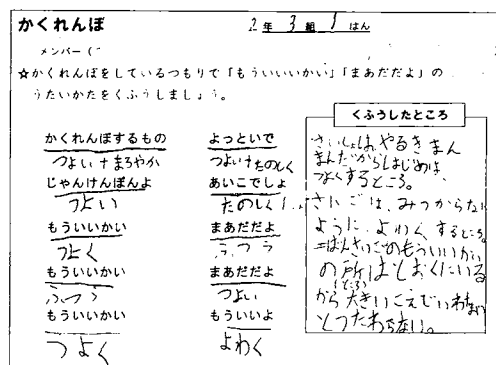 かくれんぼ 2年3組1はん
メンバー(
☆かくれんぼをしているつもりで「もういいかい」「まあだだよ」の
うたいかたをくふうしましょう。
かくれんぼするもの よっといで
つよい+まろやか つよい+たのしく
じゃんけんぽんよ あいこでしょ
つよい たのしく
もういいかい まあだだよ
つよく ふつう
もういいかい まあだだよ
ふつう つよい
もういいかい もういいよ
つよく よわく
くふうしたところ
さいしょは、やるきまん
まんだからはじめは、
つよくするところ。
さいごは、みつからない
ように、よわく、するところ。
二ばんさいごのもういいかい
の所はとおくにいる
から大きいこえでいわない
とつたわらない。